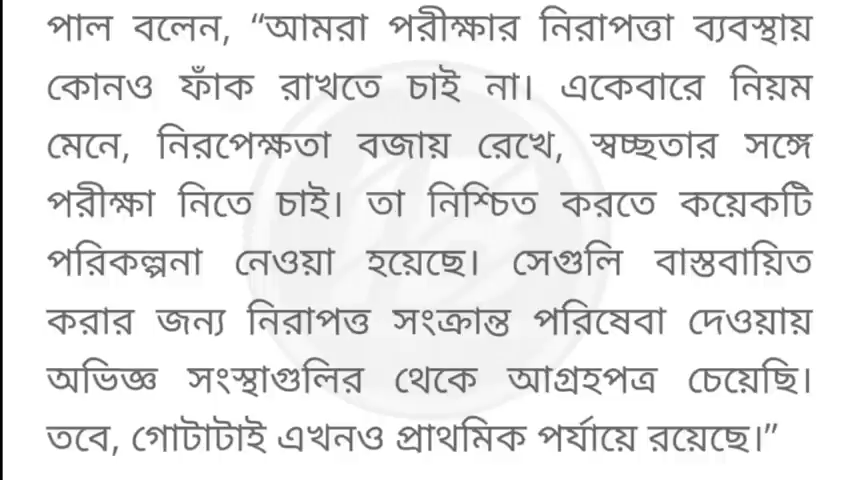 পাল বলেন, “আমরা পরীক্ষার নিরাপত্তা ব্যবস্থায়
কোনও ফাঁক রাখতে চাই না। একেবারে নিয়ম
মেনে, নিরপেক্ষতা বজায় রেখে, স্বচ্ছতার সঙ্গে
পরীক্ষা নিতে চাই। তা নিশ্চিত করতে কয়েকটি
পরিকল্পনা নেওয়া হয়েছে। সেগুলি বাস্তবায়িত
করার জন্য নিরাপত্ত সংক্রান্ত পরিষেবা দেওয়ায়
অভিজ্ঞ সংস্থাগুলির থেকে আগ্রহপত্র চেয়েছি।
তবে, গোটাটাই এখনও প্রাথমিক পর্যায়ে রয়েছে।”